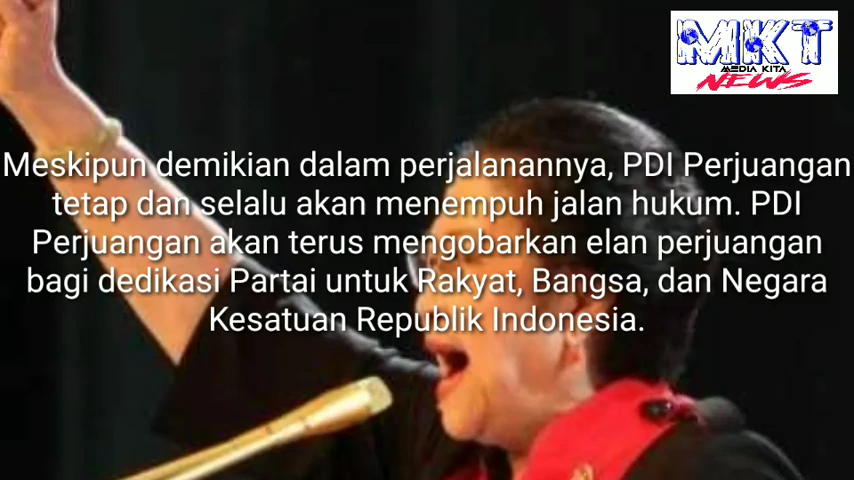 MKT
MEDIA KITA
NEWS
Meskipun demikian dalam perjalanannya, PDI Perjuangan
tetap dan selalu akan menempuh jalan hukum. PDI
Perjuangan akan terus mengobarkan elan perjuangan
bagi dedikasi Partai untuk Rakyat, Bangsa, dan Negara
Kesatuan Republik Indonesia.